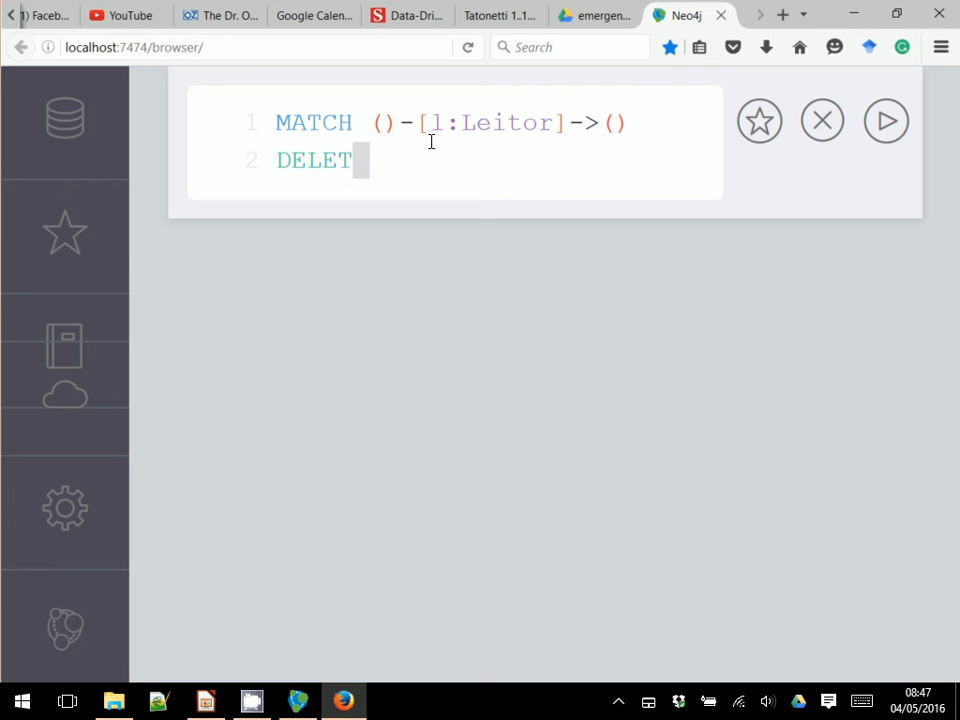 1) Faceb...
YouTube
The Dr. O...
Google Calen...
Data-Dri...
Tatonetti 1.1...
emergen...
Neo4j
localhost:7474/browser/
Search
1 MATCH ()-[l:Leitor]->()
2 DELET
08:47
04/05/2016